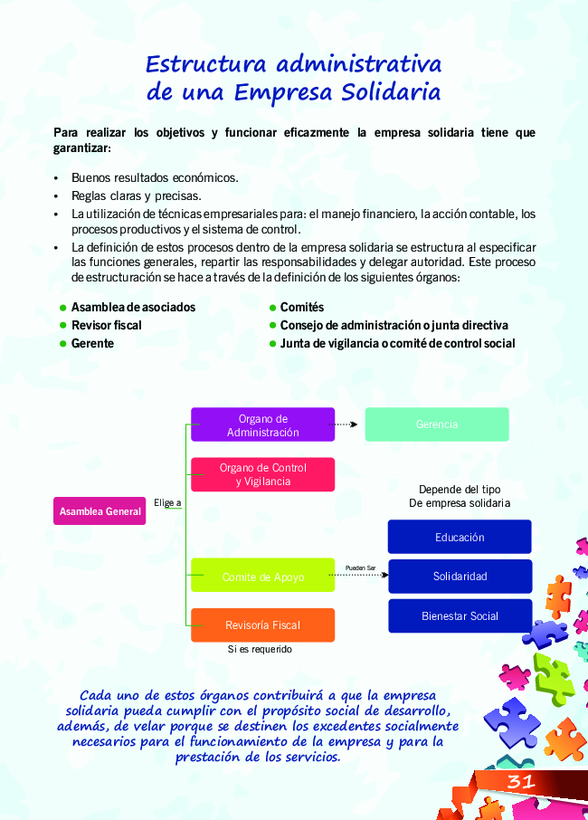 Estructura administrativa
de una Empresa Solidaria
Para realizar los objetivos y funcionar eficazmente la empresa solidaria tiene que
garantizar:
• Buenos resultados económicos.
• Reglas claras y precisas.
• La utilización de técnicas empresariales para: el manejo financiero, la acción contable, los
procesos productivos y el sistema de control.
• La definición de estos procesos dentro de la empresa solidaria se estructura al especificar
las funciones generales, repartir las responsabilidades y delegar autoridad. Este proceso
de estructuración se hace a través de la definición de los siguientes órganos:
• Asamblea de asociados
• Revisor fiscal
• Gerente
• Comités
• Consejo de administración o junta directiva
• Junta de vigilancia o comité de control social
Organo de
Administración
Gerencia
Organo de Control
y Vigilancia
Asamblea General
Elige a
Depende del tipo
De empresa solidaria
Educación
Comite de Apoyo
Pueden Ser
Solidaridad
Bienestar Social
Revisoría Fiscal
Si es requerido
Cada uno de estos órganos contribuirá a que la empresa
solidaria pueda cumplir con el propósito social de desarrollo,
además, de velar porque se destinen los excedentes socialmente
necesarios para el funcionamiento de la empresa y para la
prestación de los servicios.
31